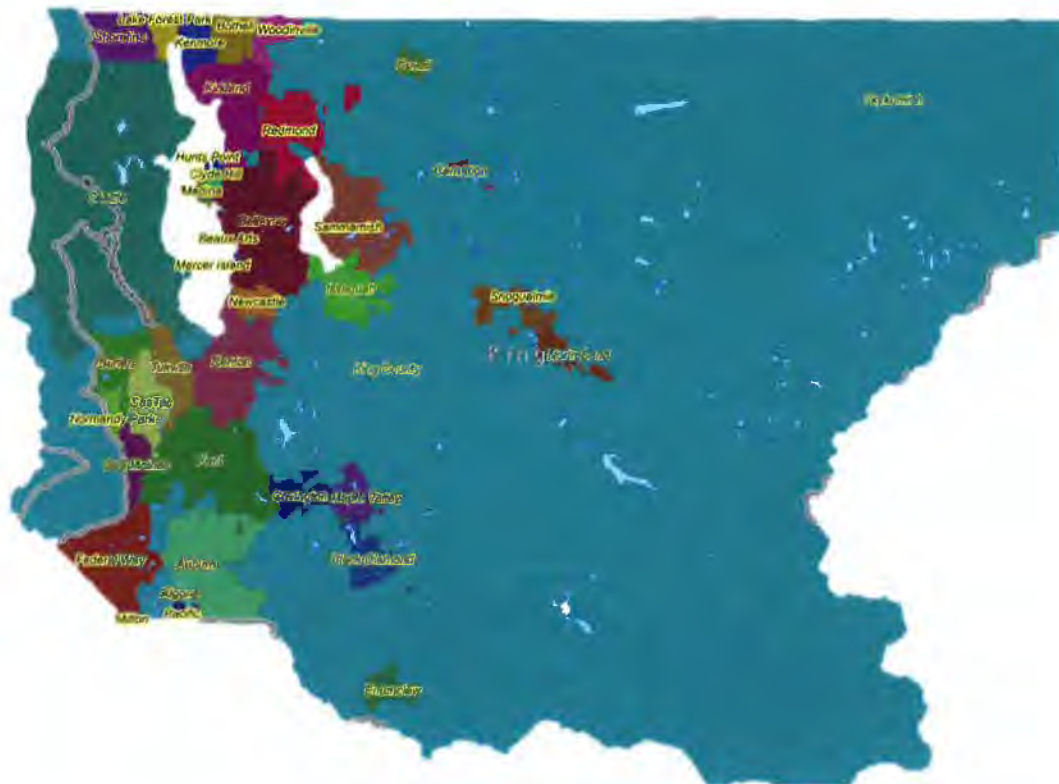 Lake Forest Park
Bothell
Shoreline
Kenmore
Woodinville
Kirkland
Duvall
Skykomish
Redmond
Hunts Point
Clyde Hill
Medina
Carnation
Bellevue
Sammamish
Beaux Arts
Mercer Island
Issaquah
Newcastle
Snoqualmie
King
North Bend
Burien
Tukwila
Renton
King County
SeaTac
Normandy Park
Des Moines
Kent
Covington
Maple Valley
Federal Way
Auburn
Black Diamond
Algona
Pacific
Milton
Enumclaw